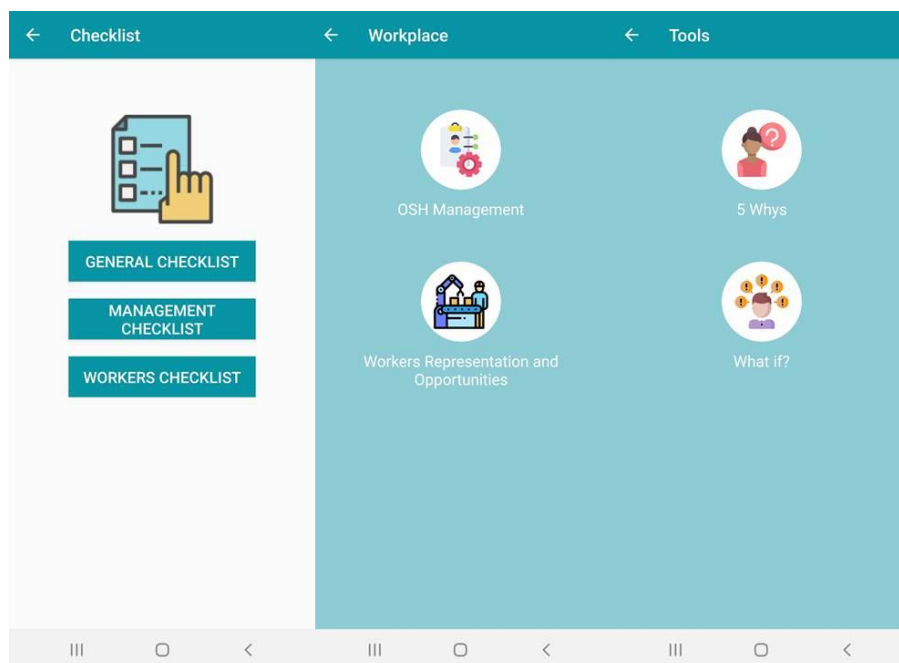 Checklist
GENERAL CHECKLIST
MANAGEMENT
CHECKLIST
WORKERS CHECKLIST
Workplace
OSH Management
Workers Representation and
Opportunities
Tools
?
5 Whys
What if?